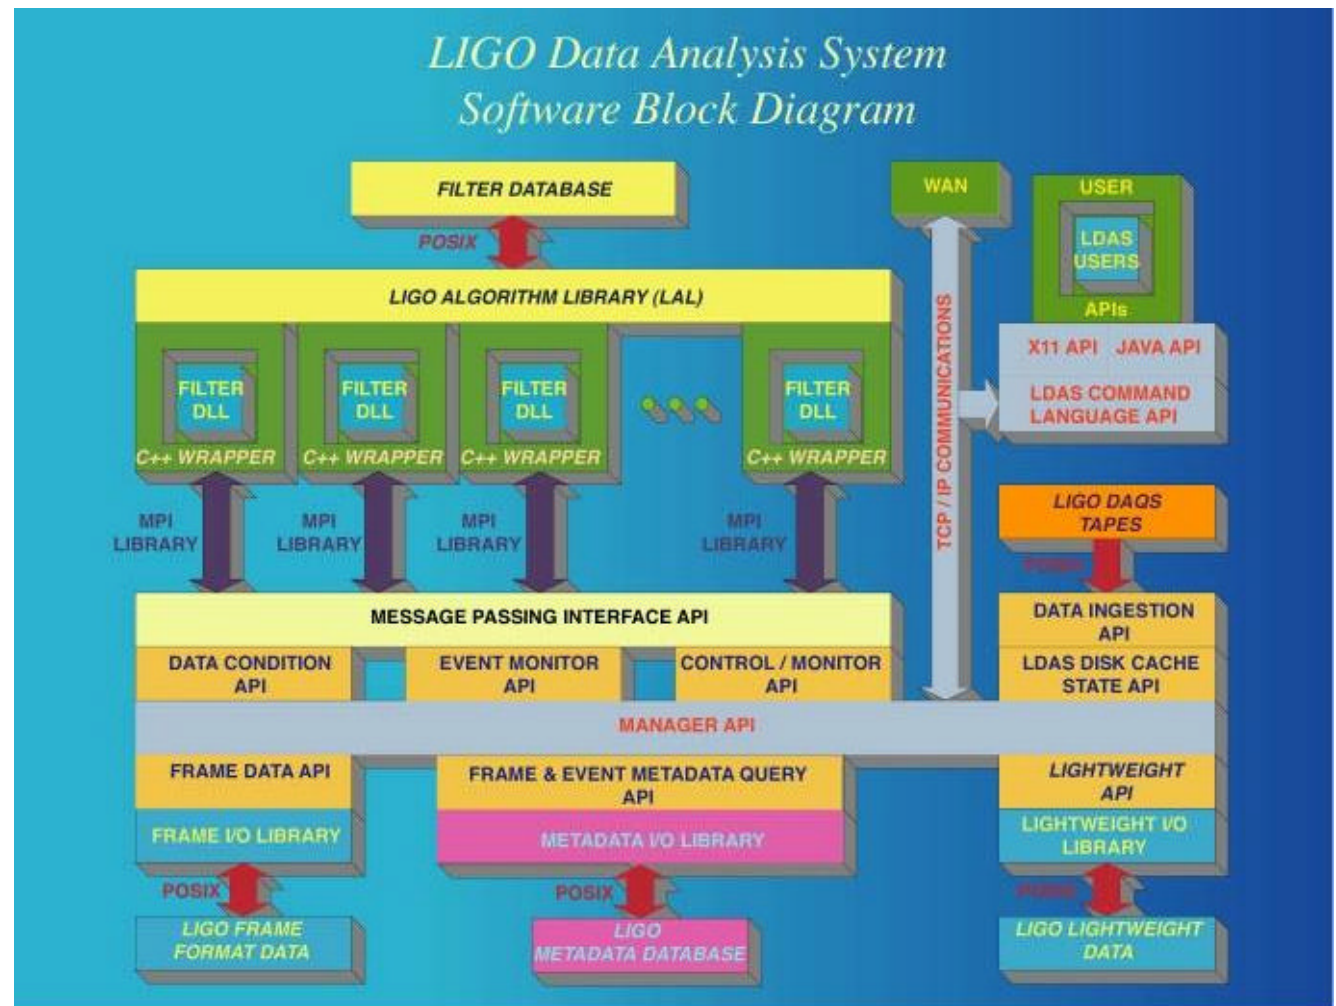 LIGO Data Analysis System
Software Block Diagram
FILTER DATABASE
WAN
USER
LDAS
USERS
APIs
POSIX
LIGO ALGORITHM LIBRARY (LAL)
X11 API
JAVA API
LDAS COMMAND
LANGUAGE API
FILTER
DLL
C++ WRAPPER
FILTER
DLL
C++ WRAPPER
FILTER
DLL
C++ WRAPPER
FILTER
DLL
C++ WRAPPER
TCP / IP COMMUNICATIONS
MPI
LIBRARY
MPI
LIBRARY
MPI
LIBRARY
MPI
LIBRARY
LIGO DAQS
TAPES
POSIX
MESSAGE PASSING INTERFACE API
DATA INGESTION
API
DATA CONDITION
API
EVENT MONITOR
API
CONTROL / MONITOR
API
LDAS DISK CACHE
STATE API
MANAGER API
FRAME DATA API
FRAME & EVENT METADATA QUERY
API
LIGHTWEIGHT
API
FRAME I/O LIBRARY
METADATA I/O LIBRARY
LIGHTWEIGHT I/O
LIBRARY
POSIX
POSIX
POSIX
LIGO FRAME
FORMAT DATA
LIGO
METADATA DATABASE
LIGO LIGHTWEIGHT
DATA